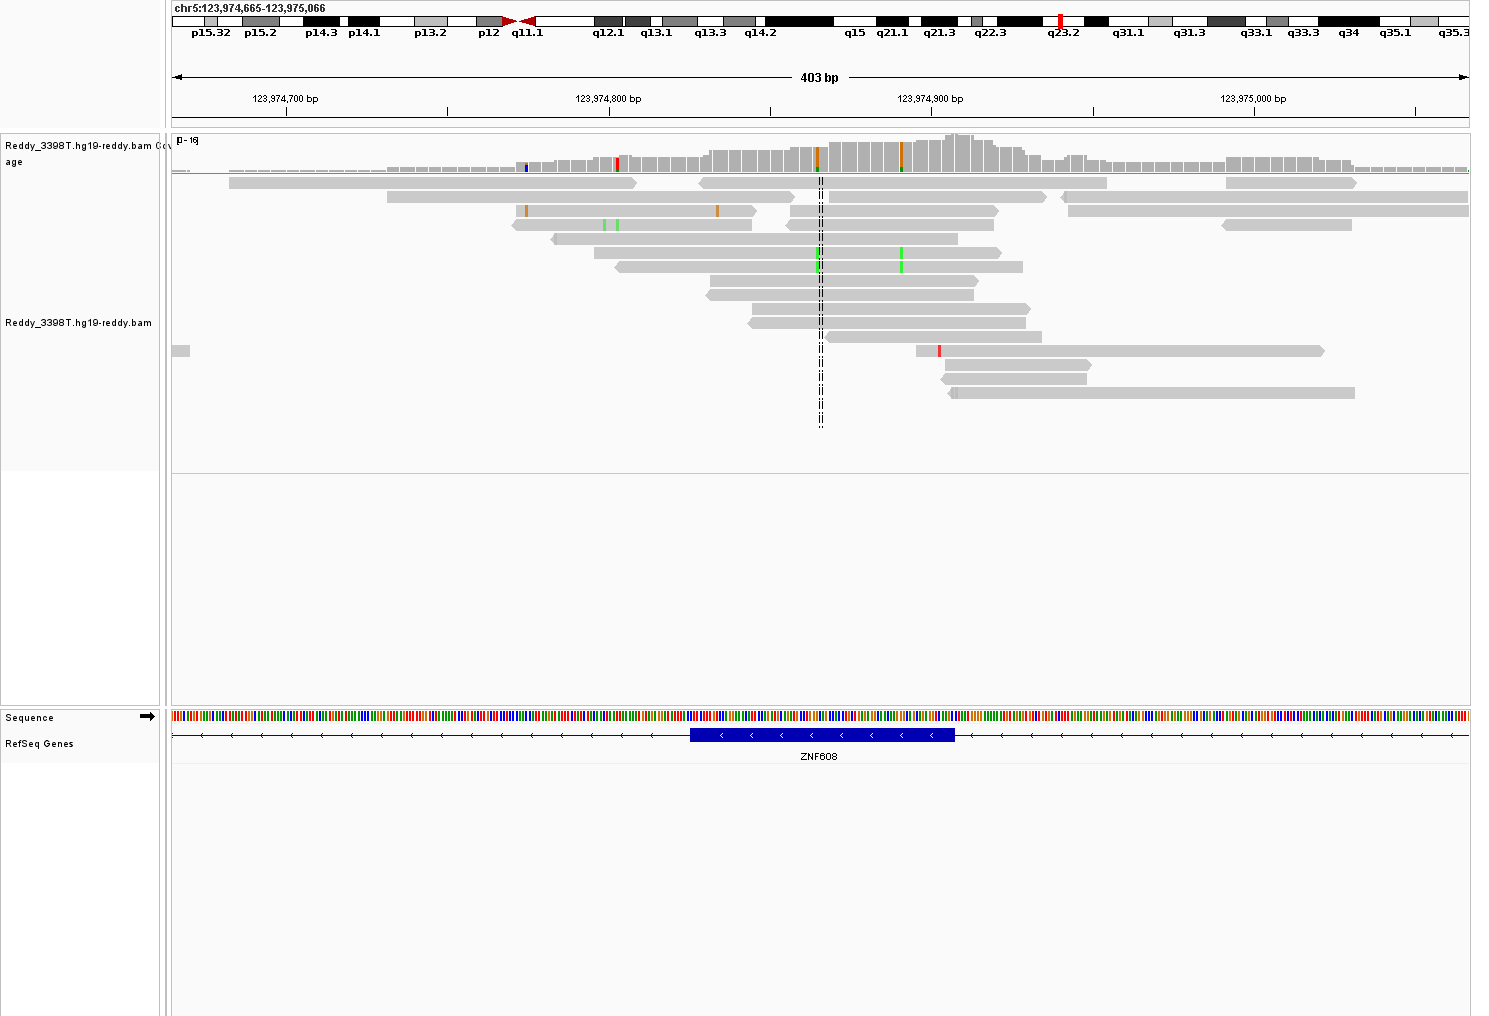 chr5:123,974,665-123,975,066
p15.32 p15.2 p14.3 p14.1 p13.2 p12 q11.1 q12.1 q13.1 q13.3 q14.2 q15 q21.1 q21.3 q22.3 q23.2 q31.1 q31.3 q33.1 q33.3 q34 q35.1 q35.3
403 bp
123,974,700 bp 123,974,800 bp 123,974,900 bp 123,975,000 bp
[0 - 16]
Reddy_3398T.hg19-reddy.bam Cov
age
Reddy_3398T.hg19-reddy.bam
Sequence
RefSeq Genes
ZNF608